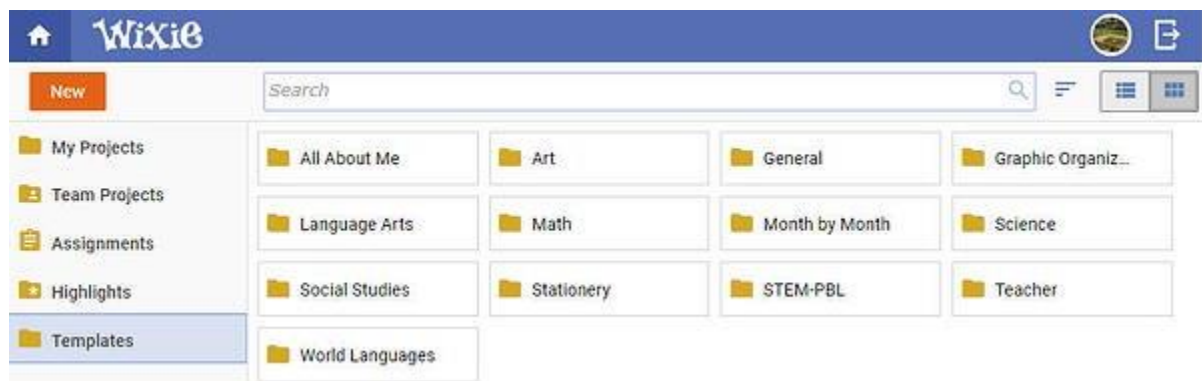 Wixie
New
Search
My Projects
Team Projects
Assignments
Highlights
Templates
All About Me
Art
General
Graphic Organiz...
Language Arts
Math
Month by Month
Science
Social Studies
Stationery
STEM-PBL
Teacher
World Languages